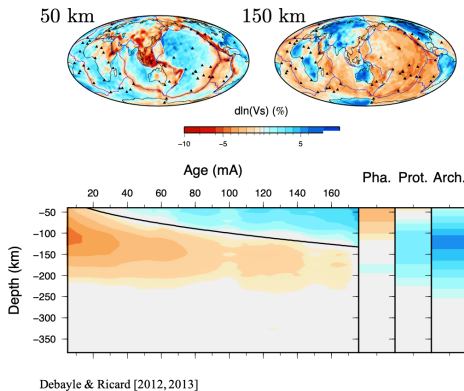 50 km
150 km
dln(Vs) (%)
-10 -5 0 5
Age (mA)
20 40 60 80 100 120 140 160
Pha. Prot. Arch.
Depth (km)
-50
-100
-150
-200
-250
-300
-350
Debayle & Ricard [2012, 2013]